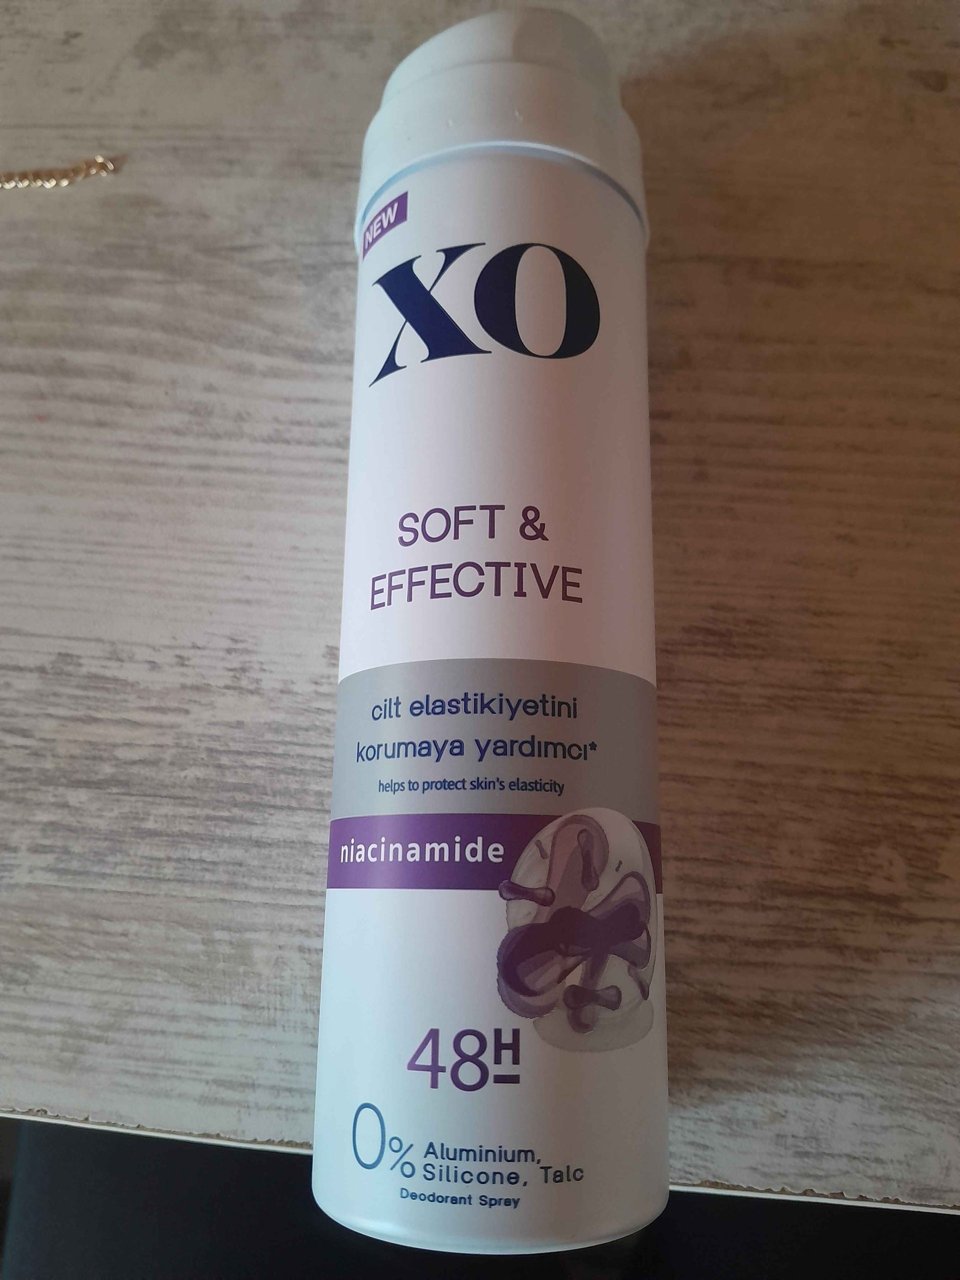 NEW
XO
SOFT &
EFFECTIVE
cilt elastikiyetini
korumaya yardımcı*
helps to protect skin's elasticity
niacinamide
48H
0% Aluminium,
Silicone, Talc
Deodorant Spray